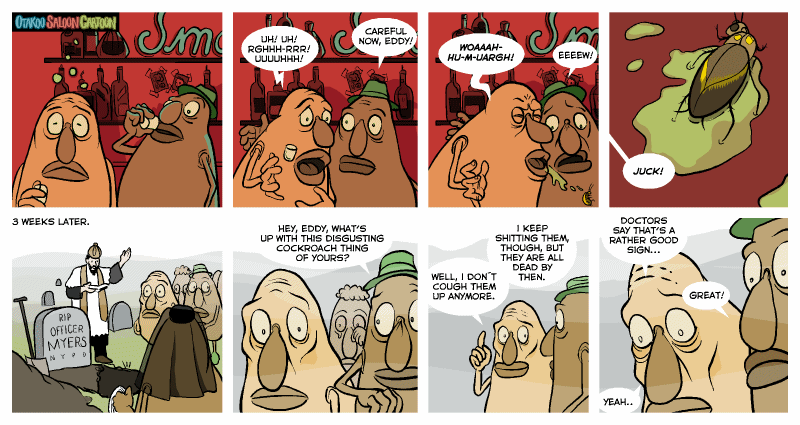 OTAKOO SALOON CARTOON
Smo
UH! UH!
RGHHH-RRR!
UUUUHHH!
CAREFUL
NOW, EDDY!
Smo
WOAAAH-
HU-M-UARGH!
EEEEW!
JUCK!
3 WEEKS LATER.
RIP
OFFICER
MYERS
NYPD
HEY, EDDY, WHAT'S
UP WITH THIS DISGUSTING
COCKROACH THING
OF YOURS?
WELL, I DON'T
COUGH THEM
UP ANYMORE.
I KEEP
SHITTING THEM,
THOUGH, BUT
THEY ARE ALL
DEAD BY
THEN.
DOCTORS
SAY THAT'S A
RATHER GOOD
SIGN...
GREAT!
YEAH..